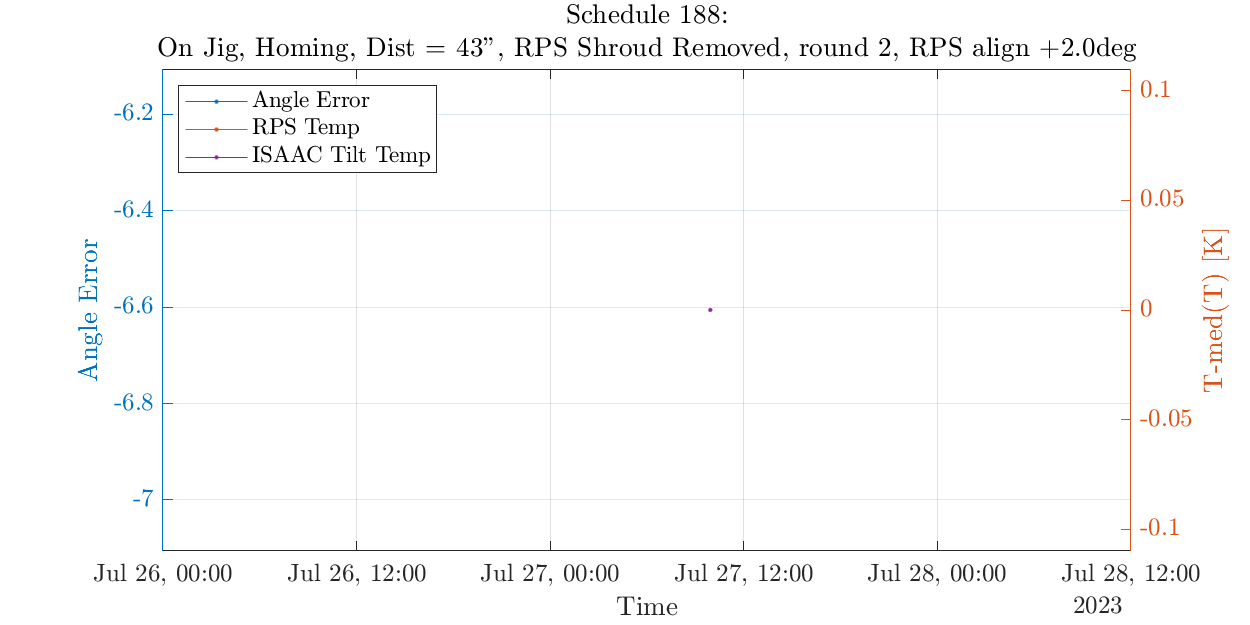 Schedule 188:
On Jig, Homing, Dist = 43", RPS Shroud Removed, round 2, RPS align +2.0deg
Angle Error
RPS Temp
ISAAC Tilt Temp
-6.2
-6.4
-6.6
-6.8
-7
Angle Error
0.1
0.05
0
-0.05
-0.1
T-med(T) [K]
Jul 26, 00:00
Jul 26, 12:00
Jul 27, 00:00
Jul 27, 12:00
Jul 28, 00:00
Jul 28, 12:00
Time
2023